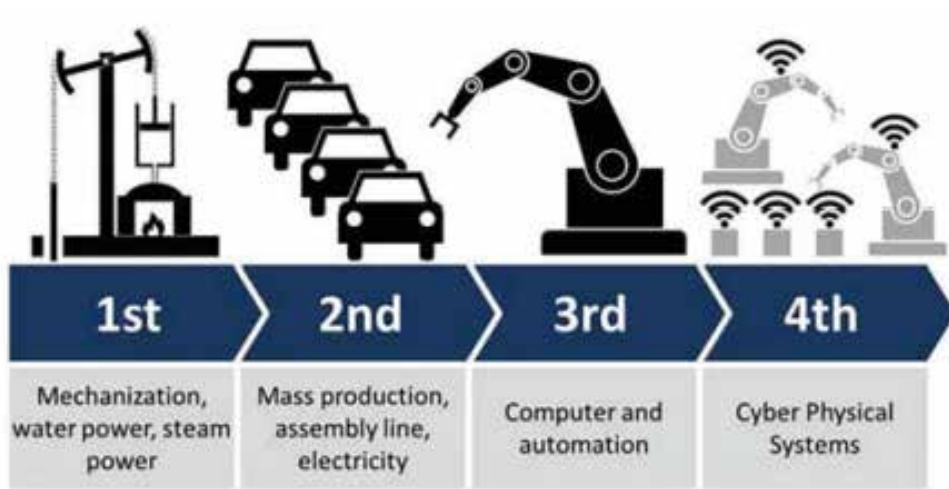 1st
2nd
3rd
4th
Mechanization,
water power, steam
power
Mass production,
assembly line,
electricity
Computer and
automation
Cyber Physical
Systems